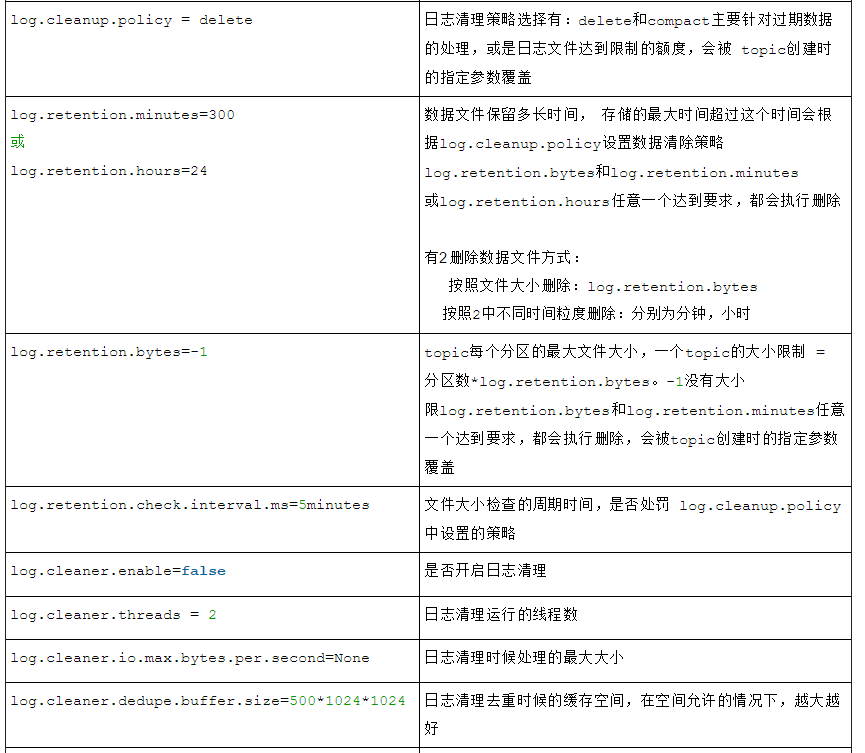 log.cleanup.policy = delete
日志清理策略选择有：delete和compact主要针对过期数据
的处理，或是日志文件达到限制的额度，会被 topic创建时
的指定参数覆盖
log.retention.minutes=300
或
log.retention.hours=24
数据文件保留多长时间， 存储的最大时间超过这个时间会根
据log.cleanup.policy设置数据清除策略
log.retention.bytes和log.retention.minutes
或log.retention.hours任意一个达到要求，都会执行删除
有2删除数据文件方式：
按照文件大小删除：log.retention.bytes
按照2中不同时间粒度删除：分别为分钟，小时
log.retention.bytes=-1
topic每个分区的最大文件大小，一个topic的大小限制 =
分区数*log.retention.bytes。-1没有大小
限log.retention.bytes和log.retention.minutes任意
一个达到要求，都会执行删除，会被topic创建时的指定参数
覆盖
log.retention.check.interval.ms=5minutes
文件大小检查的周期时间，是否处罚 log.cleanup.policy
中设置的策略
log.cleaner.enable=false
是否开启日志清理
log.cleaner.threads = 2
日志清理运行的线程数
log.cleaner.io.max.bytes.per.second=None
日志清理时候处理的最大大小
log.cleaner.dedupe.buffer.size=500*1024*1024
日志清理去重时候的缓存空间，在空间允许的情况下，越大越
好